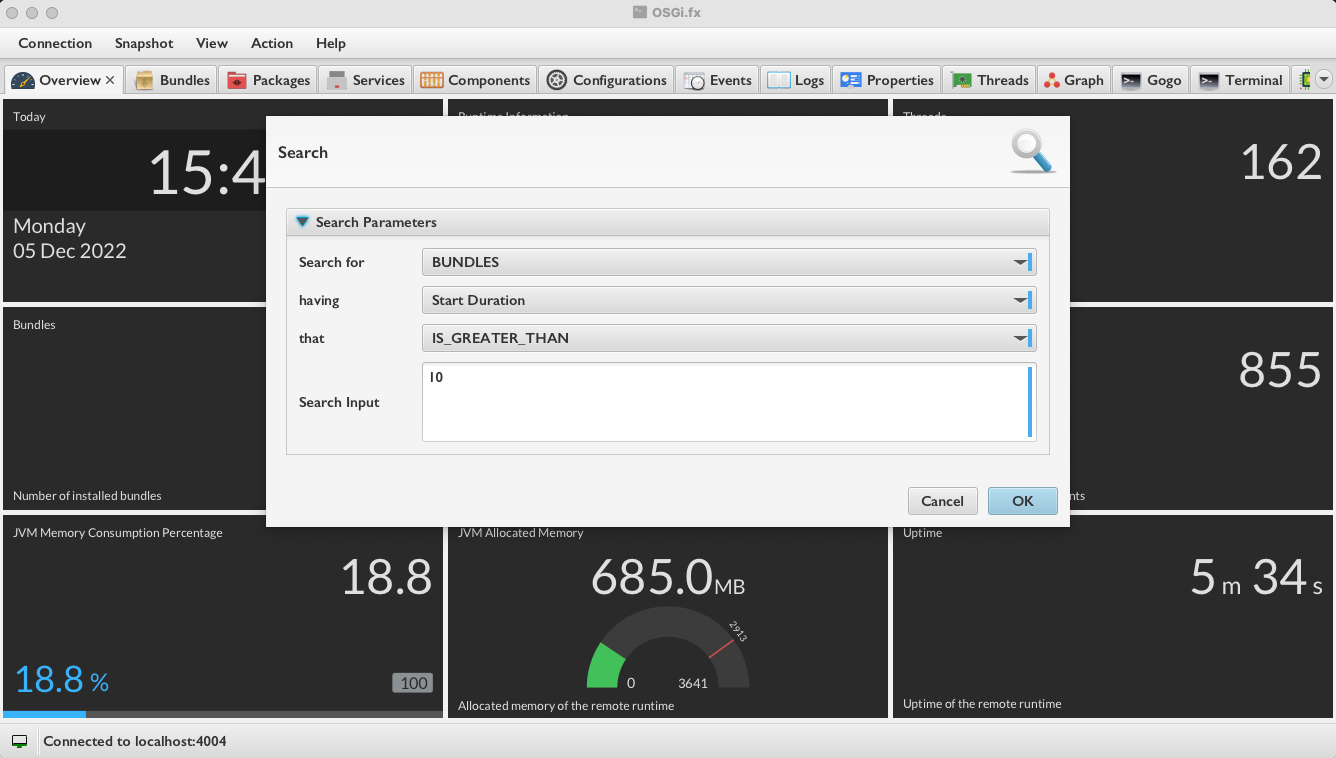 OSGi.fx
Connection Snapshot View Action Help
Overview Bundles Packages Services Components Configurations Events Logs Properties Threads Graph Gogo Terminal
Today
15:4
Monday
05 Dec 2022
Runtime Information
Threads
162
Search
Search Parameters
Search for BUNDLES
having Start Duration
that IS_GREATER_THAN
Search Input 10
Cancel OK
Bundles
Number of installed bundles
855
JVM Memory Consumption Percentage
18.8
18.8 %
100
JVM Allocated Memory
685.0 MB
2913
0 3641
Allocated memory of the remote runtime
Uptime
5 m 34 s
Uptime of the remote runtime
Connected to localhost:4004